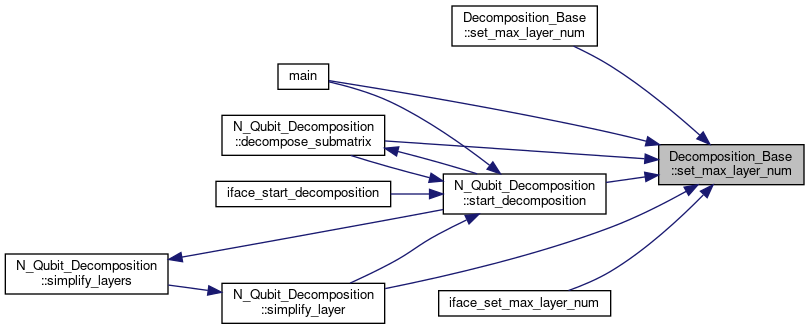 Decomposition_Base
::set_max_layer_num
main
N_Qubit_Decomposition
::decompose_submatrix
Decomposition_Base
::set_max_layer_num
iface_start_decomposition
N_Qubit_Decomposition
::start_decomposition
N_Qubit_Decomposition
::simplify_layers
N_Qubit_Decomposition
::simplify_layer
iface_set_max_layer_num